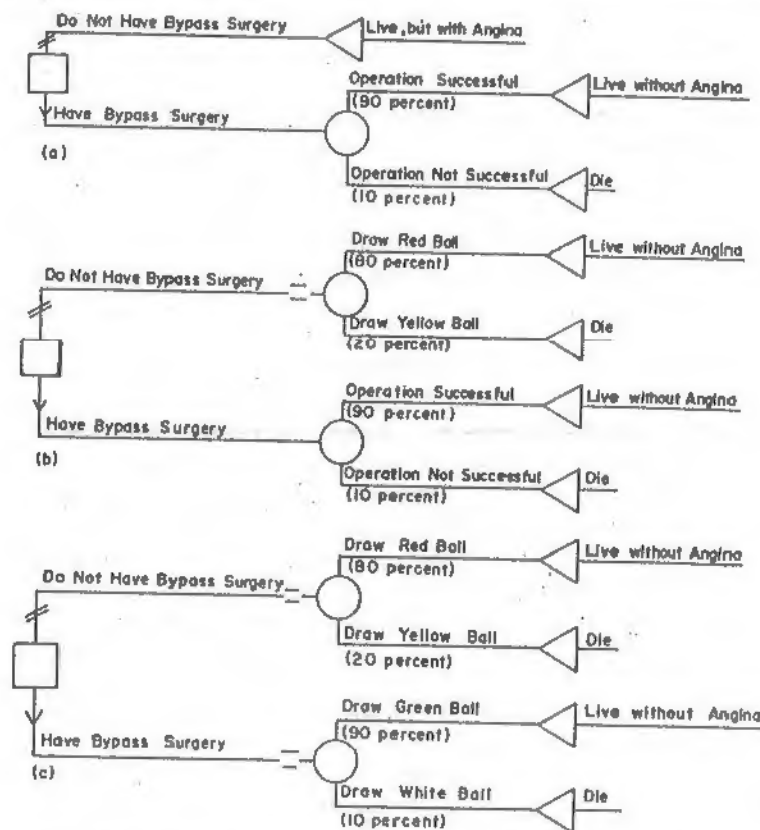 Do Not Have Bypass Surgery
Live, but with Angina
Operation Successful
(90 percent)
Live without Angina
Have Bypass Surgery
(a)
Operation Not Successful
(10 percent)
Die
Draw Red Ball
(80 percent)
Live without Angina
Do Not Have Bypass Surgery
Draw Yellow Ball
(20 percent)
Die
Operation Successful
(90 percent)
Live without Angina
Have Bypass Surgery
(b)
Operation Not Successful
(10 percent)
Die
Draw Red Ball
(80 percent)
Live without Angina
Do Not Have Bypass Surgery
Draw Yellow Ball
(20 percent)
Die
Draw Green Ball
(90 percent)
Live without Angina
Have Bypass Surgery
(c)
Draw White Ball
(10 percent)
Die